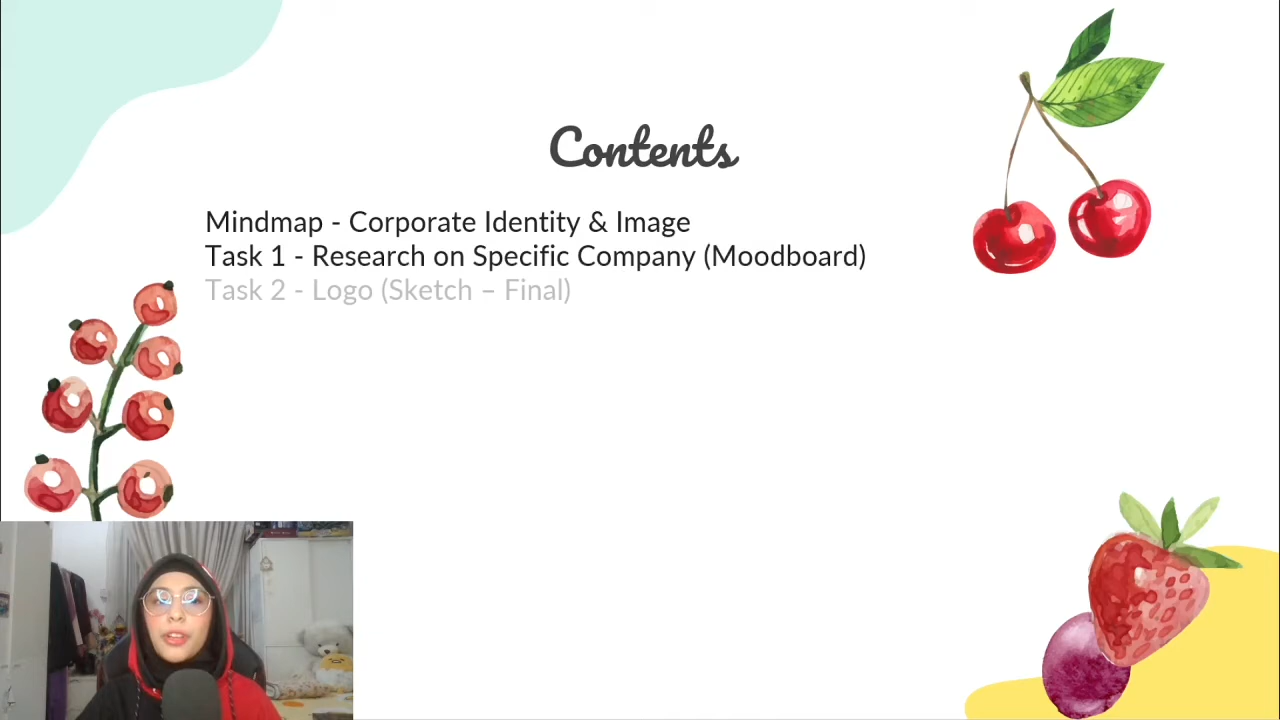 Contents
Mindmap - Corporate Identity & Image
Task 1 - Research on Specific Company (Moodboard)
Task 2 - Logo (Sketch – Final)